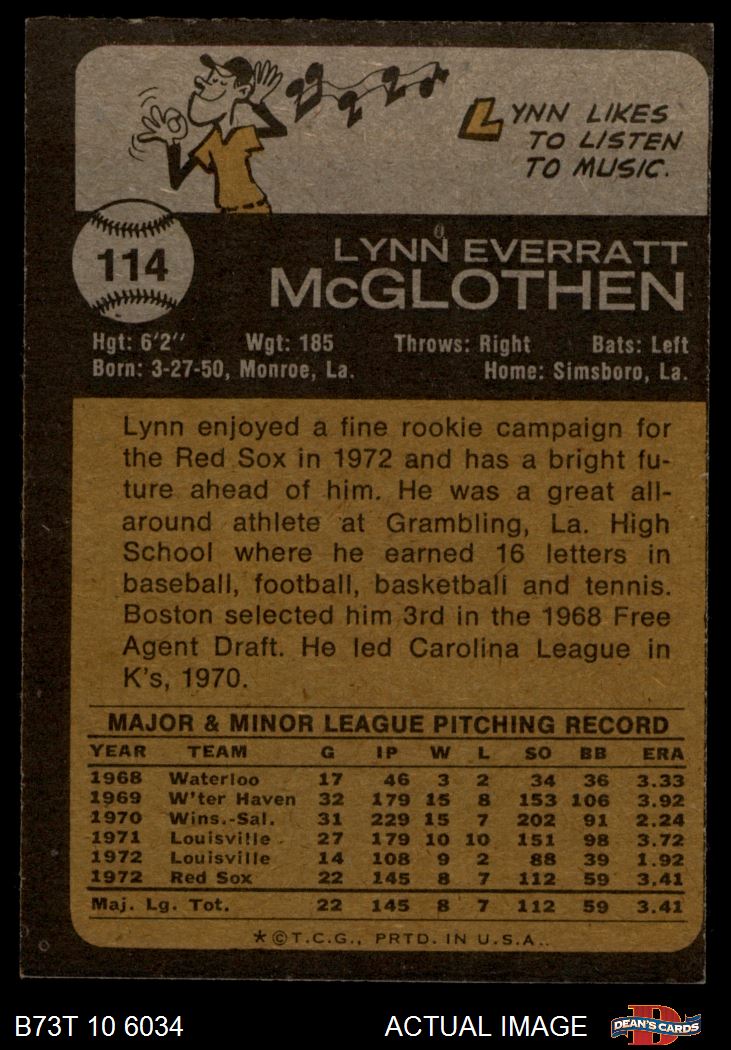 LYNN LIKES
TO LISTEN
TO MUSIC.
114
LYNN EVERRATT
McGLOTHEN
Hgt: 6'2" Wgt: 185 Throws: Right Bats: Left
Born: 3-27-50, Monroe, La. Home: Simsboro, La.
Lynn enjoyed a fine rookie campaign for
the Red Sox in 1972 and has a bright fu-
ture ahead of him. He was a great all-
around athlete at Grambling, La. High
School where he earned 16 letters in
baseball, football, basketball and tennis.
Boston selected him 3rd in the 1968 Free
Agent Draft. He led Carolina League in
K's, 1970.
MAJOR & MINOR LEAGUE PITCHING RECORD
YEAR TEAM G IP W L SO BB ERA
1968 Waterloo 17 46 3 2 34 36 3.33
1969 W'ter Haven 32 179 15 8 153 106 3.92
1970 Wins.-Sal. 31 229 15 7 202 91 2.24
1971 Louisville 27 179 10 10 151 98 3.72
1972 Louisville 14 108 9 2 88 39 1.92
1972 Red Sox 22 145 8 7 112 59 3.41
Maj. Lg. Tot. 22 145 8 7 112 59 3.41
*©T.C.G., PRTD. IN U.S.A.
B73T 10 6034 ACTUAL IMAGE DEAN'S CARDS